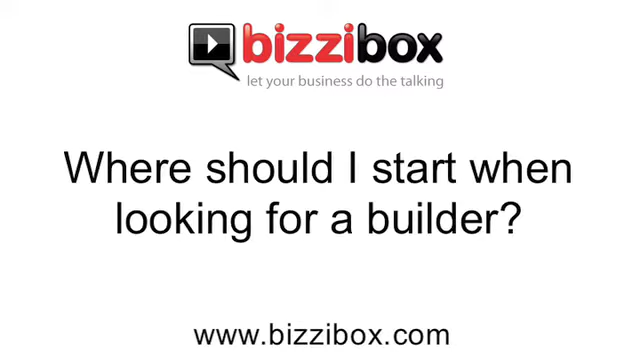 bizzibox
let your business do the talking
Where should I start when
looking for a builder?
www.bizzibox.com